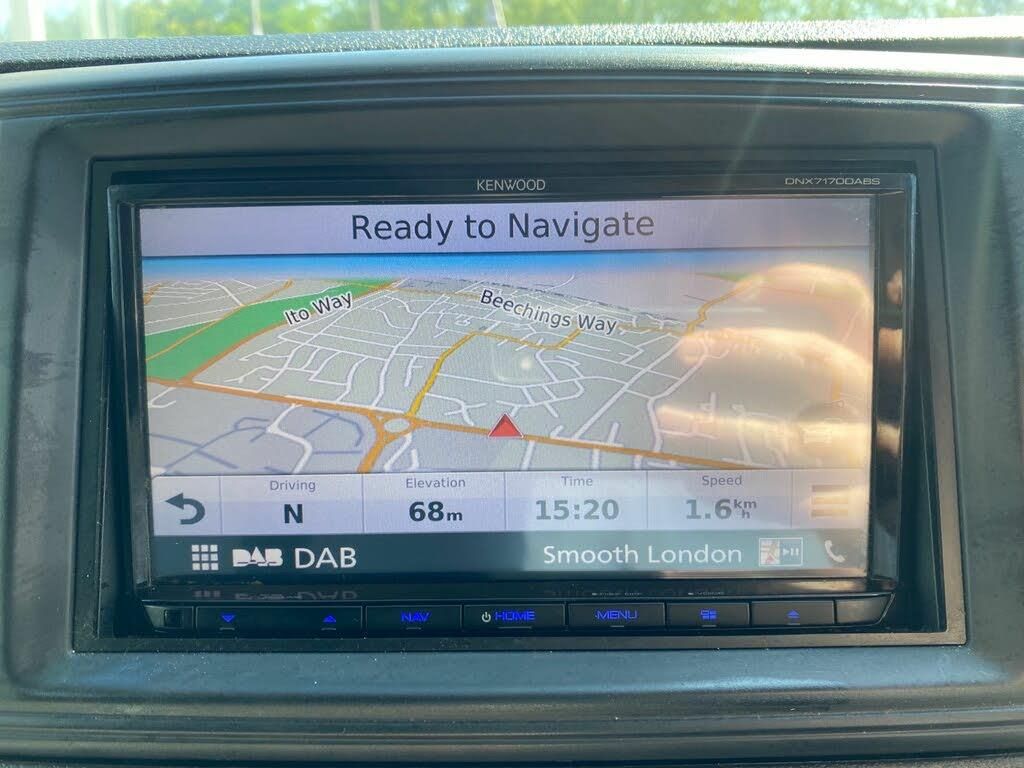 KENWOOD
DNX7170DABS
Ready to Navigate
Ito Way
Beechings Way
Driving
N
Elevation
68m
Time
15:20
Speed
1.6km/h
DAB DAB
Smooth London
NAV
HOME
MENU